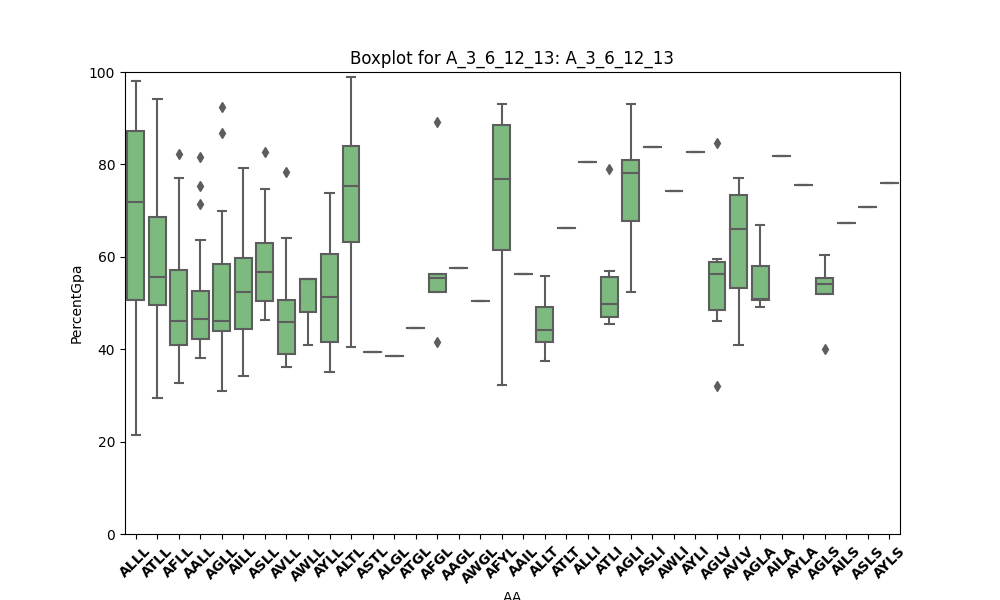 Boxplot for A_3_6_12_13: A_3_6_12_13
PercentGpa
100
80
60
40
20
0
ALLL ATLL AFLL AALL AGLL AILL ASLL AVLL AWLL AYLL ALTL ASTL ALGL ATGL AFGL AAGL AWGL AFYL AAIL ALLT ATLT ALLI ATLI AGLI ASLI AWLI AYLI AGLV AVLV AGLA AILA AYLA AGLS AILS ASLS AYLS
AA